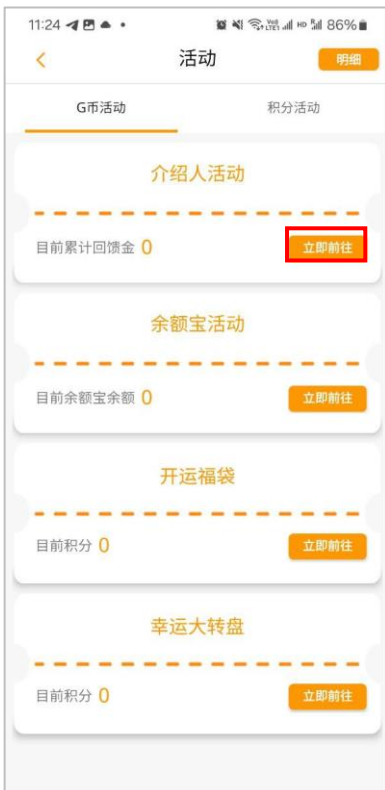 11:24 HD 86%
活动 明细
G币活动 积分活动
介绍人活动
目前累计回馈金 0 立即前往
余额宝活动
目前余额宝余额 0 立即前往
开运福袋
目前积分 0 立即前往
幸运大转盘
目前积分 0 立即前往